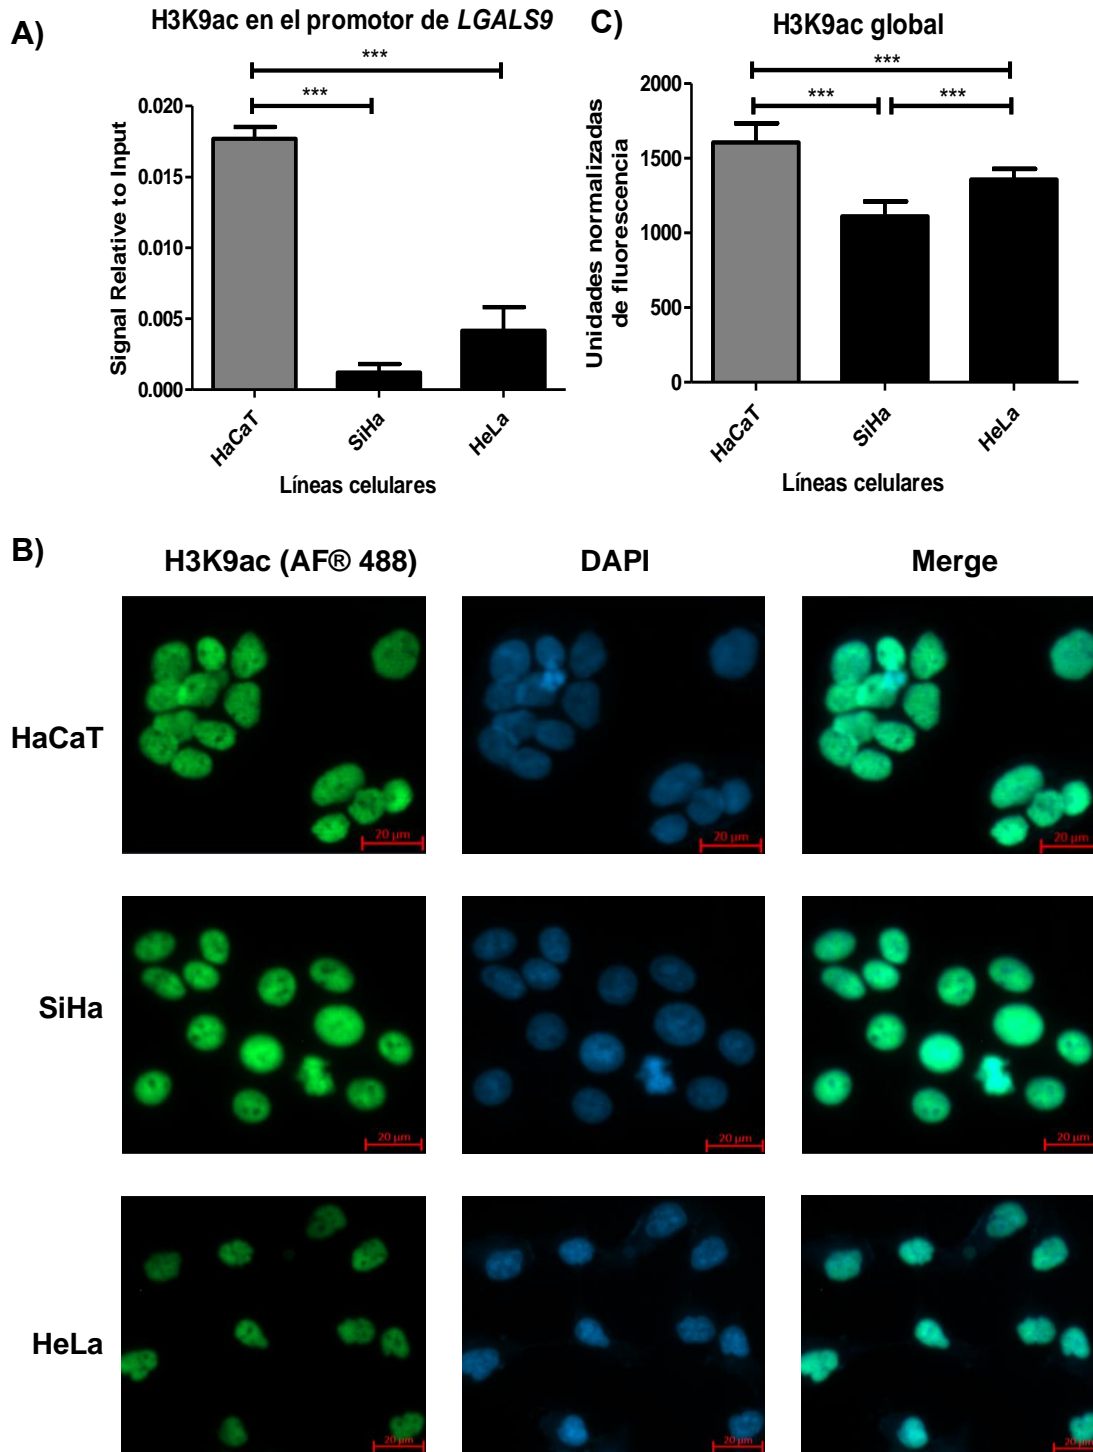 A)
H3K9ac en el promotor de LGALS9
***
***
Signal Relative to Input
0.020
0.015
0.010
0.005
0.000
HaCaT
SiHa
HeLa
Líneas celulares
C)
H3K9ac global
***
***
***
Unidades normalizadas
de fluorescencia
2000
1500
1000
500
0
HaCaT
SiHa
HeLa
Líneas celulares
B)
H3K9ac (AF® 488)
DAPI
Merge
HaCaT
20 µm
20 µm
20 µm
SiHa
20 µm
20 µm
20 µm
HeLa
20 µm
20 µm
20 µm